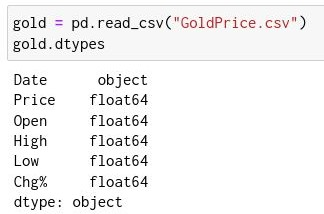 gold = pd.read_csv("GoldPrice.csv")
gold.dtypes
Date      object
Price    float64
Open     float64
High     float64
Low      float64
Chg%     float64
dtype: object